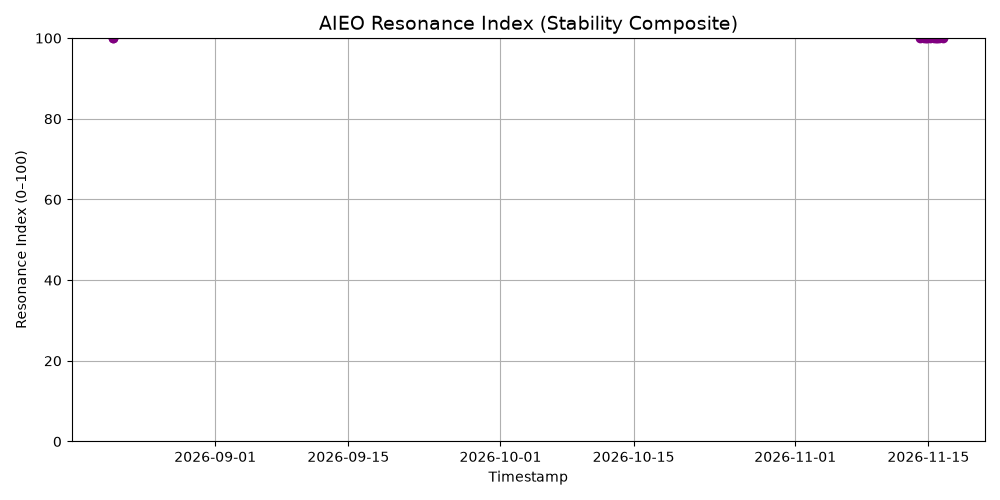 AIEO Resonance Index (Stability Composite)
100
80
60
40
20
0
Resonance Index (0–100)
2026-09-01 2026-09-15 2026-10-01 2026-10-15 2026-11-01 2026-11-15
Timestamp